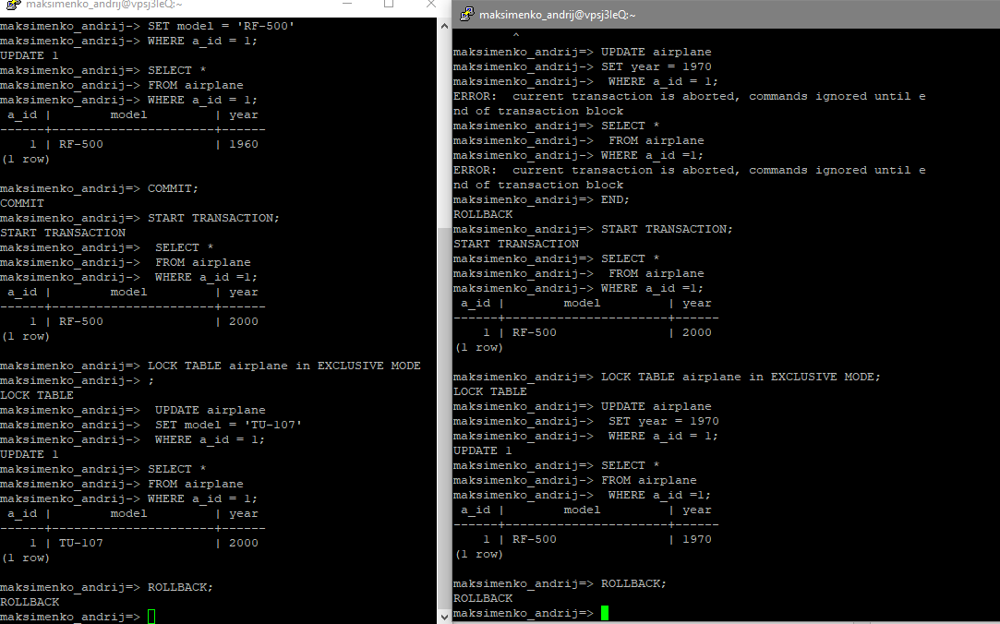 maksimenko_andrij@vpsj3leQ:~
maksimenko_andrij-> SET model = 'RF-500'
maksimenko_andrij-> WHERE a_id = 1;
UPDATE 1
maksimenko_andrij=> SELECT *
maksimenko_andrij-> FROM airplane
maksimenko_andrij-> WHERE a_id = 1;
 a_id |        model         | year
------+----------------------+------
    1 | RF-500               | 1960
(1 row)
maksimenko_andrij=> COMMIT;
COMMIT
maksimenko_andrij=> START TRANSACTION;
START TRANSACTION
maksimenko_andrij=>  SELECT *
maksimenko_andrij->  FROM airplane
maksimenko_andrij->  WHERE a_id =1;
 a_id |        model         | year
------+----------------------+------
    1 | RF-500               | 2000
(1 row)
maksimenko_andrij=> LOCK TABLE airplane in EXCLUSIVE MODE
maksimenko_andrij-> ;
LOCK TABLE
maksimenko_andrij=>  UPDATE airplane
maksimenko_andrij->  SET model = 'TU-107'
maksimenko_andrij->  WHERE a_id = 1;
UPDATE 1
maksimenko_andrij=> SELECT *
maksimenko_andrij-> FROM airplane
maksimenko_andrij-> WHERE a_id = 1;
 a_id |        model         | year
------+----------------------+------
    1 | TU-107               | 2000
(1 row)
maksimenko_andrij=> ROLLBACK;
ROLLBACK
maksimenko_andrij=>
maksimenko_andrij@vpsj3leQ:~
^
maksimenko_andrij=> UPDATE airplane
maksimenko_andrij-> SET year = 1970
maksimenko_andrij->  WHERE a_id = 1;
ERROR:  current transaction is aborted, commands ignored until e
nd of transaction block
maksimenko_andrij=> SELECT *
maksimenko_andrij->  FROM airplane
maksimenko_andrij-> WHERE a_id =1;
ERROR:  current transaction is aborted, commands ignored until e
nd of transaction block
maksimenko_andrij=> END;
ROLLBACK
maksimenko_andrij=> START TRANSACTION;
START TRANSACTION
maksimenko_andrij=> SELECT *
maksimenko_andrij->  FROM airplane
maksimenko_andrij-> WHERE a_id =1;
 a_id |        model         | year
------+----------------------+------
    1 | RF-500               | 2000
(1 row)
maksimenko_andrij=> LOCK TABLE airplane in EXCLUSIVE MODE;
LOCK TABLE
maksimenko_andrij=> UPDATE airplane
maksimenko_andrij->  SET year = 1970
maksimenko_andrij->  WHERE a_id = 1;
UPDATE 1
maksimenko_andrij=> SELECT *
maksimenko_andrij-> FROM airplane
maksimenko_andrij->  WHERE a_id =1;
 a_id |        model         | year
------+----------------------+------
    1 | RF-500               | 1970
(1 row)
maksimenko_andrij=> ROLLBACK;
ROLLBACK
maksimenko_andrij=>